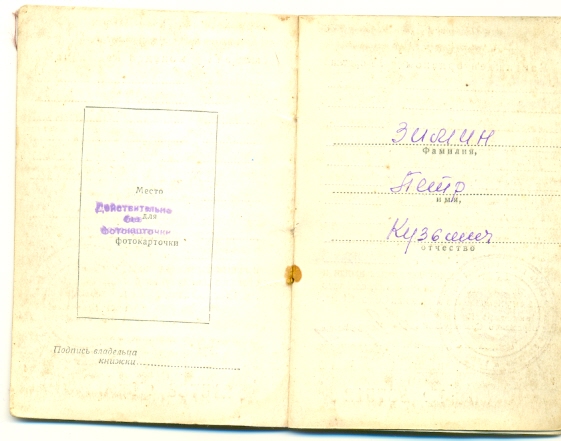 Место
Действительно
без
для
фотокарточки
фотокарточки
Подпись владельца
книжки
Зимин
Фамилия,
Петр
имя,
Кузьмич
отчество